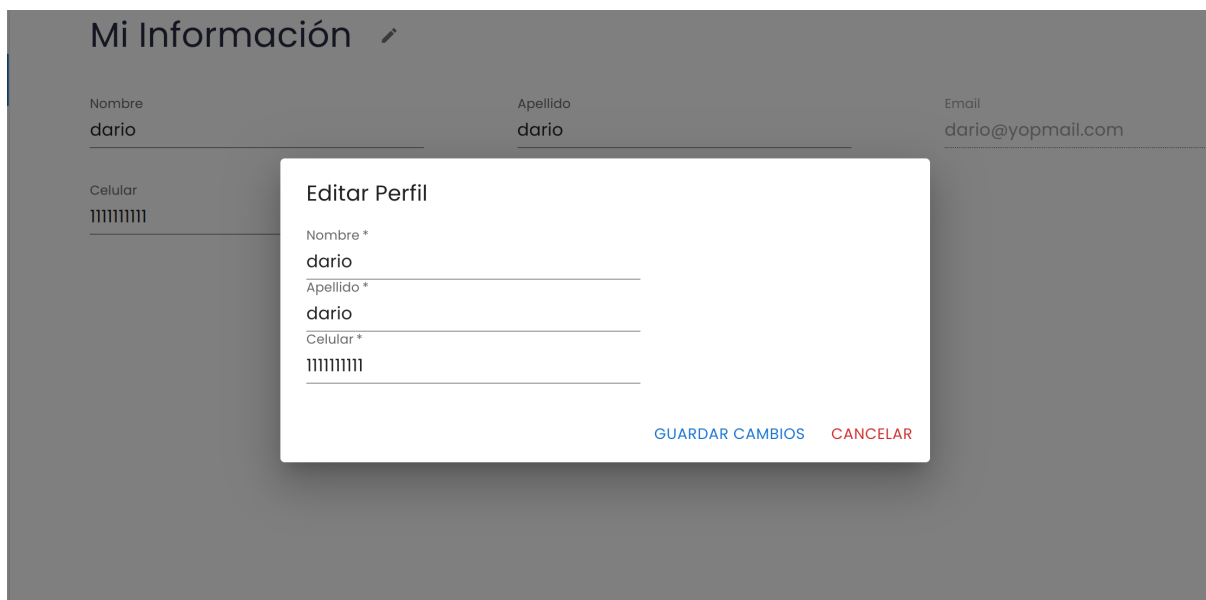 Mi Información
Nombre
Apellido
Email
dario
dario
dario@yopmail.com
Celular
1111111111
Editar Perfil
Nombre *
dario
Apellido *
dario
Celular *
1111111111
GUARDAR CAMBIOS
CANCELAR